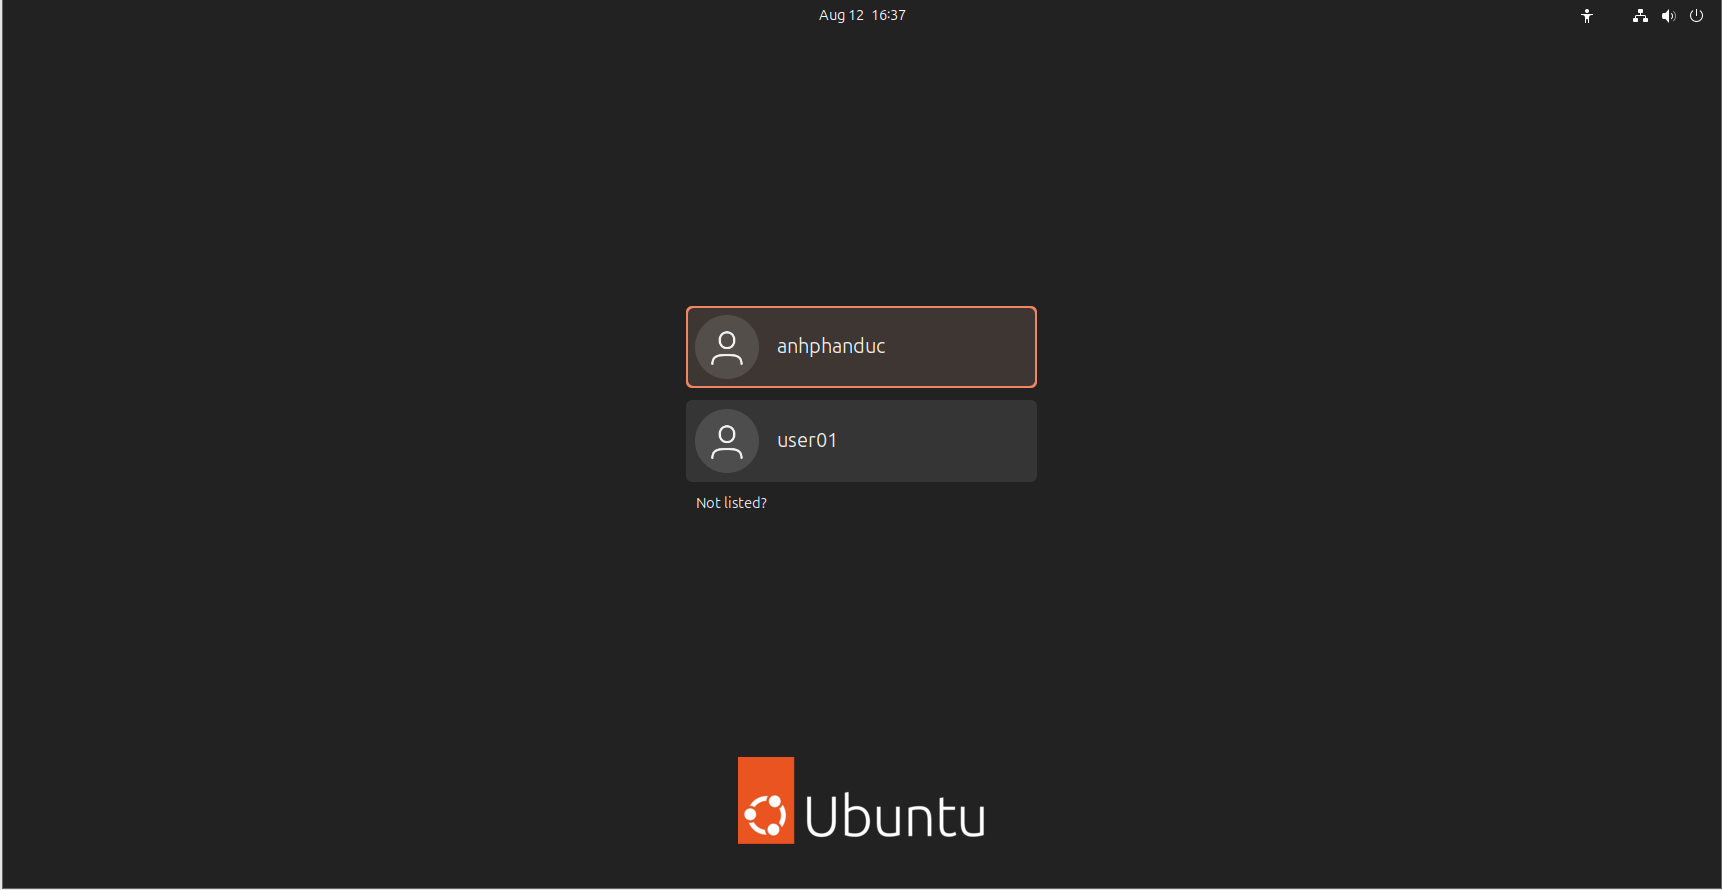 Aug 12 16:37
anhphanduc
user01
Not listed?
Ubuntu